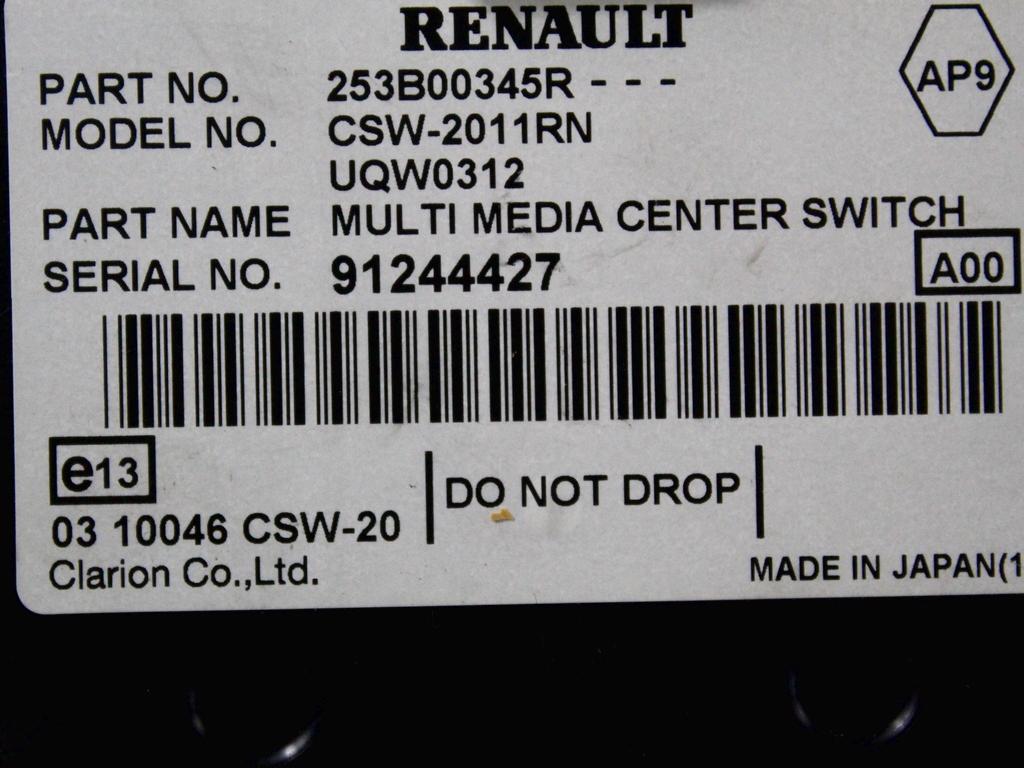 RENAULT
AP9
PART NO. 253B00345R - - -
MODEL NO. CSW-2011RN
UQW0312
PART NAME MULTI MEDIA CENTER SWITCH
SERIAL NO. 91244427
A00
e13
03 10046 CSW-20
DO NOT DROP
Clarion Co.,Ltd.
MADE IN JAPAN(1